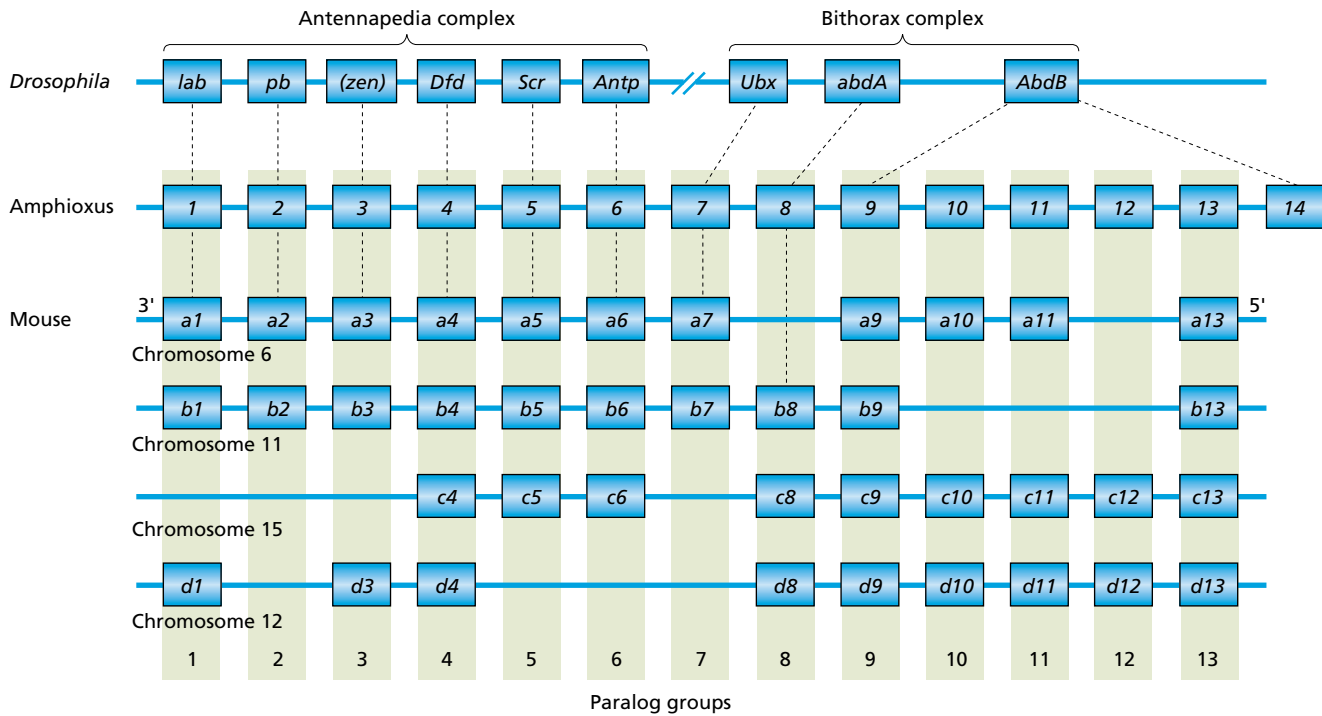 Antennapedia complex Bithorax complex
Drosophila lab pb (zen) Dfd Scr Antp Ubx abdA AbdB
Amphioxus 1 2 3 4 5 6 7 8 9 10 11 12 13 14
3' 5'
Mouse a1 a2 a3 a4 a5 a6 a7 a9 a10 a11 a13
Chromosome 6
b1 b2 b3 b4 b5 b6 b7 b8 b9 b13
Chromosome 11
c4 c5 c6 c8 c9 c10 c11 c12 c13
Chromosome 15
d1 d3 d4 d8 d9 d10 d11 d12 d13
Chromosome 12
1 2 3 4 5 6 7 8 9 10 11 12 13
Paralog groups